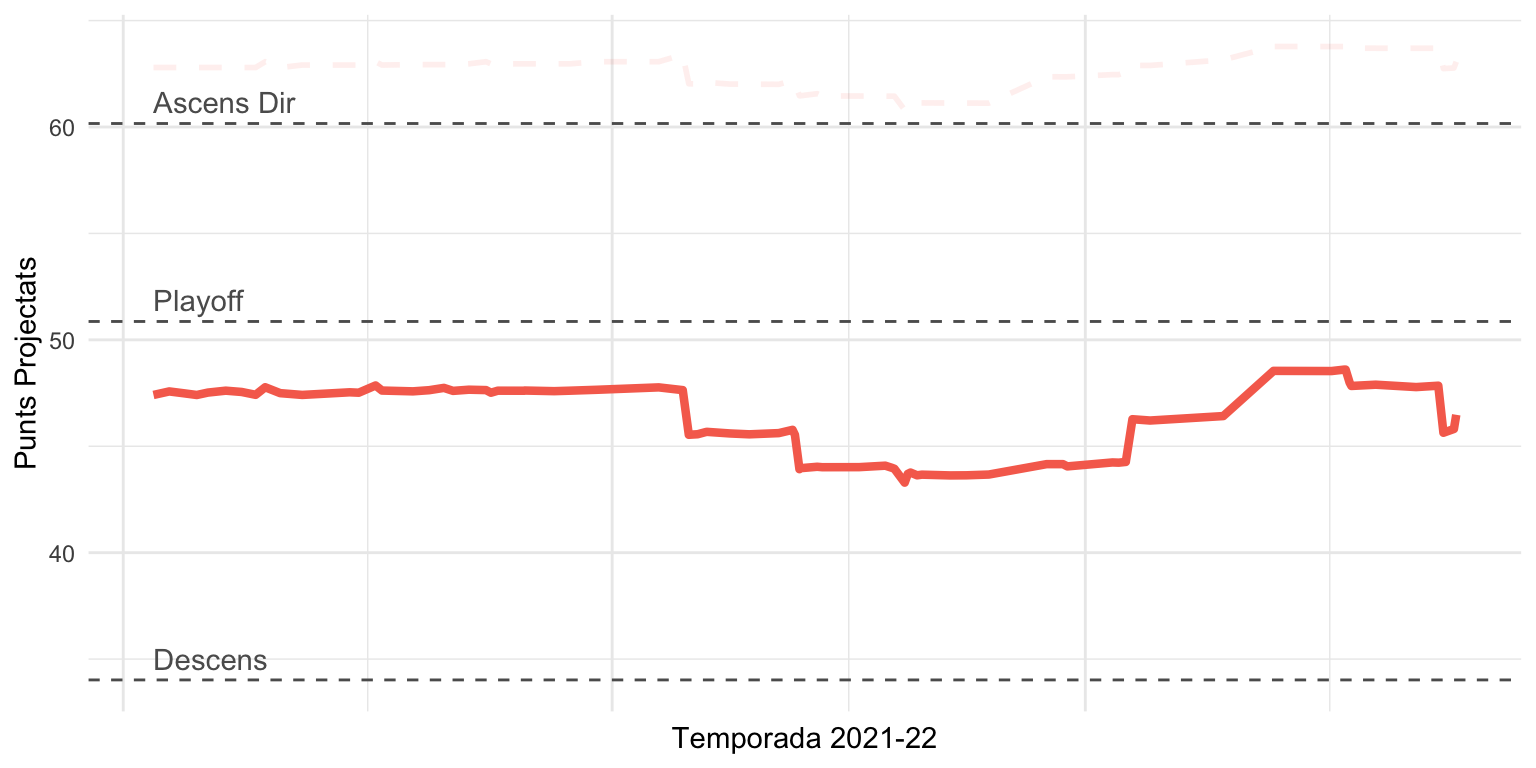 Ascens Dir
60
Playoff
50
40
Descens
Punts Projectats
Temporada 2021-22